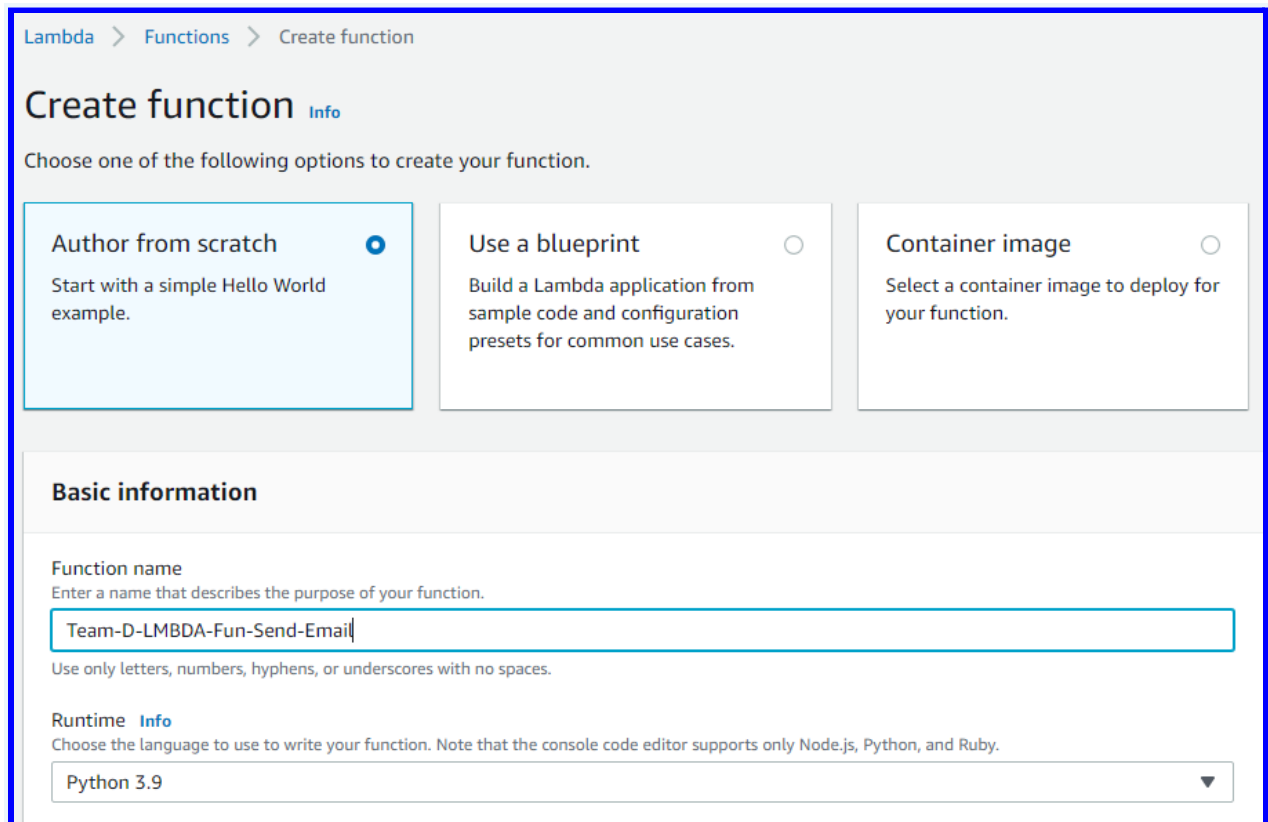 Lambda > Functions > Create function
Create function Info
Choose one of the following options to create your function.
Author from scratch
Start with a simple Hello World
example.
Use a blueprint
Build a Lambda application from
sample code and configuration
presets for common use cases.
Container image
Select a container image to deploy for
your function.
Basic information
Function name
Enter a name that describes the purpose of your function.
Team-D-LMBDA-Fun-Send-Email
Use only letters, numbers, hyphens, or underscores with no spaces.
Runtime Info
Choose the language to use to write your function. Note that the console code editor supports only Node.js, Python, and Ruby.
Python 3.9